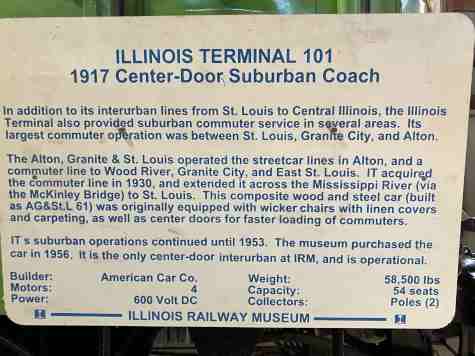 ILLINOIS TERMINAL 101
1917 Center-Door Suburban Coach
In addition to its interurban lines from St. Louis to Central Illinois, the Illinois
Terminal also provided suburban commuter service in several areas. Its
largest commuter operation was between St. Louis, Granite City, and Alton.
The Alton, Granite & St. Louis operated the streetcar lines in Alton, and a
commuter line to Wood River, Granite City, and East St. Louis. IT acquired
the commuter line in 1930, and extended it across the Mississippi River (via
the McKinley Bridge) to St. Louis. This composite wood and steel car (built
as AG&St.L 61) was originally equipped with wicker chairs with linen covers
and carpeting, as well as center doors for faster loading of commuters.
IT s suburban operations continued until 1953. The museum purchased the
car in 1956. It is the only center-door interurban at IRM, and is operational.
Builder: American Car Co. Weight: 58,500 lbs
Motors: 4 Capacity: 54 seats
Power: 600 Volt DC Collectors: Poles (2)
ILLINOIS RAILWAY MUSEUM